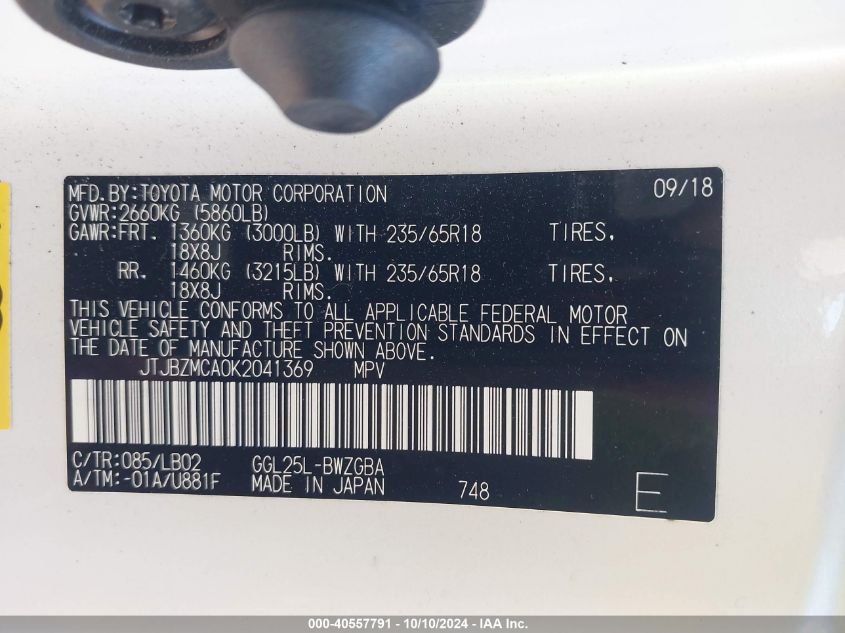 MFD.BY:TOYOTA MOTOR CORPORATION 09/18
GVWR:2660KG (5860LB)
GAWR:FRT. 1360KG (3000LB) WITH 235/65R18 TIRES,
18X8J RIMS.
RR. 1460KG (3215LB) WITH 235/65R18 TIRES,
18X8J RIMS.
THIS VEHICLE CONFORMS TO ALL APPLICABLE FEDERAL MOTOR
VEHICLE SAFETY AND THEFT PREVENTION STANDARDS IN EFFECT ON
THE DATE OF MANUFACTURE SHOWN ABOVE.
JTJBZMCA0K2041369 MPV
C/TR:085/LB02 GGL25L-BWZGBA
A/TM:-01A/U881F MADE IN JAPAN 748 E
000-40557791 - 10/10/2024 - IAA Inc.